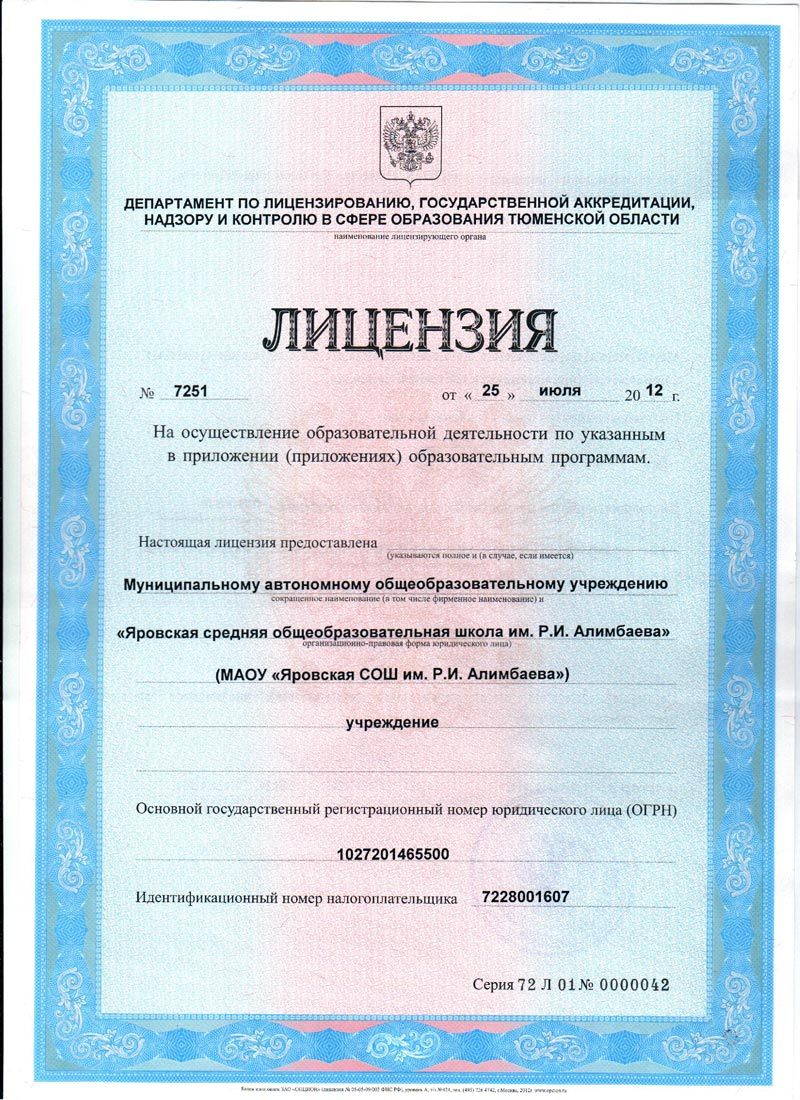 ДЕПАРТАМЕНТ ПО ЛИЦЕНЗИРОВАНИЮ, ГОСУДАРСТВЕННОЙ АККРЕДИТАЦИИ,
НАДЗОРУ И КОНТРОЛЮ В СФЕРЕ ОБРАЗОВАНИЯ ТЮМЕНСКОЙ ОБЛАСТИ
наименование лицензирующего органа
ЛИЦЕНЗИЯ
№ 7251 от « 25 » июля 20 12 г.
На осуществление образовательной деятельности по указанным
в приложении (приложениях) образовательным программам.
Настоящая лицензия предоставлена
(указываются полное и (в случае, если имеется)
Муниципальному автономному общеобразовательному учреждению
сокращенное наименование (в том числе фирменное наименование) и
«Яровская средняя общеобразовательная школа им. Р.И. Алимбаева»
организационно-правовая форма юридического лица)
(МАОУ «Яровская СОШ им. Р.И. Алимбаева»)
учреждение
Основной государственный регистрационный номер юридического лица (ОГРН)
1027201465500
Идентификационный номер налогоплательщика 7228001607
Серия 72 Л 01 № 0000042